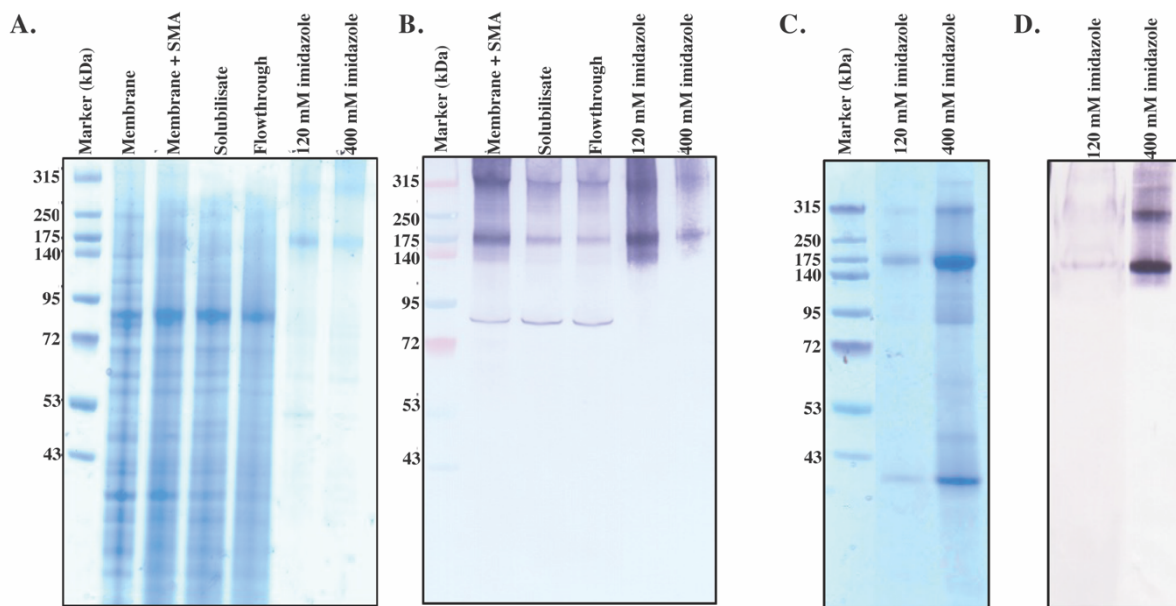 A.
Marker (kDa)
Membrane
Membrane + SMA
Solubilisate
Flowthrough
120 mM imidazole
400 mM imidazole
315
250
175
140
95
72
53
43
B.
Marker (kDa)
Membrane + SMA
Solubilisate
Flowthrough
120 mM imidazole
400 mM imidazole
315
250
175
140
95
72
53
43
C.
Marker (kDa)
120 mM imidazole
400 mM imidazole
315
250
175
140
95
72
53
43
D.
120 mM imidazole
400 mM imidazole